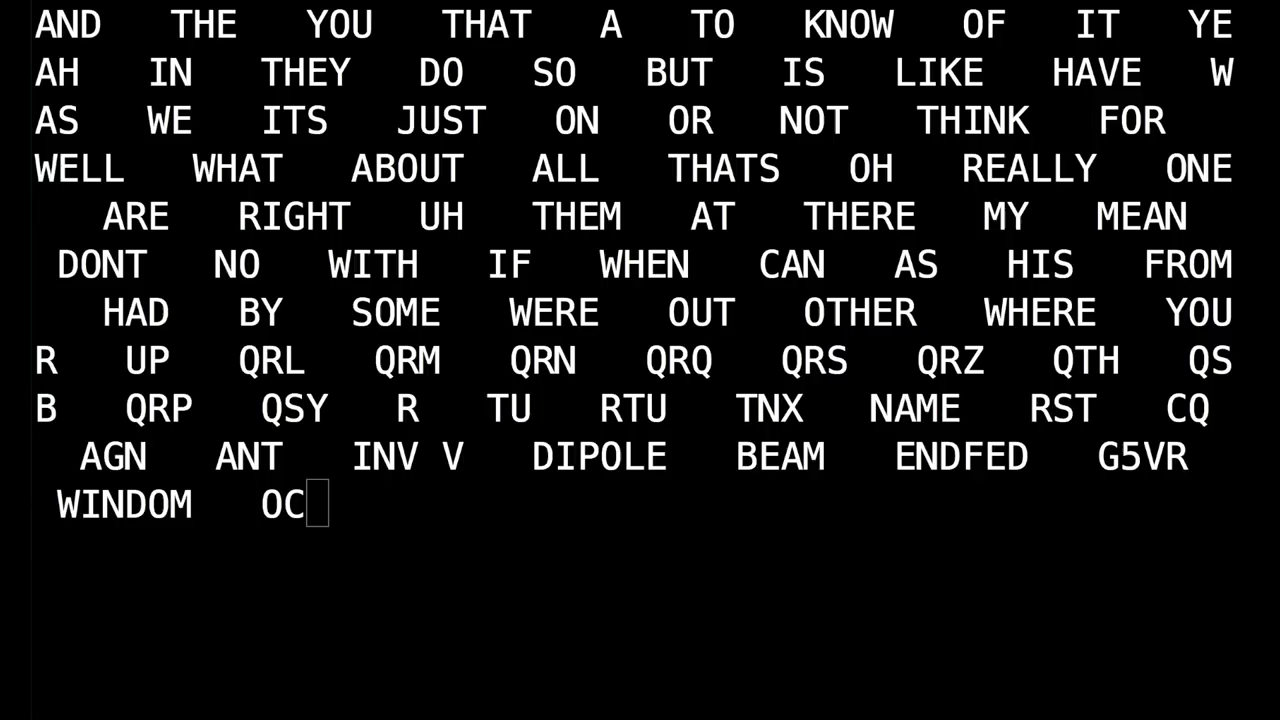 AND THE YOU THAT A TO KNOW OF IT YE
AH IN THEY DO SO BUT IS LIKE HAVE W
AS WE ITS JUST ON OR NOT THINK FOR
WELL WHAT ABOUT ALL THATS OH REALLY ONE
ARE RIGHT UH THEM AT THERE MY MEAN
DONT NO WITH IF WHEN CAN AS HIS FROM
HAD BY SOME WERE OUT OTHER WHERE YOU
R UP QRL QRM QRN QRQ QRS QRZ QTH QS
B QRP QSY R TU RTU TNX NAME RST CQ
AGN ANT INV V DIPOLE BEAM ENDFED G5VR
WINDOM OC